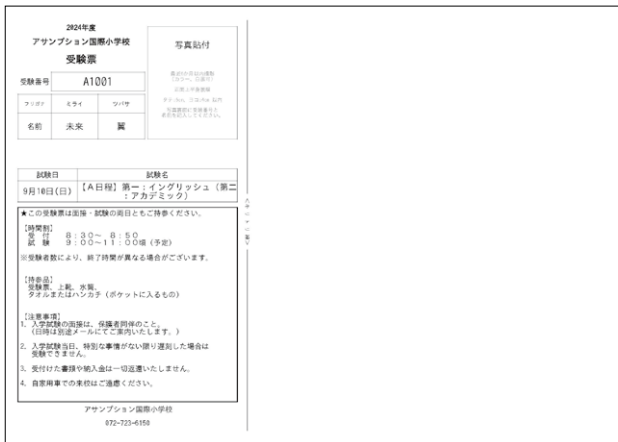 2024年度
アサンプション国際小学校
受験票
写真貼付
受験番号 A1001
フリガナ ミライ ツバサ
名前 未来 翼
試験日 試験名
9月10日(日) 【A日程】第一:イングリッシュ(第二
:アカデミック)
★この受験票は面接・試験の両日ともご持参ください。
【時間割】
受 付 8:30~ 8:50
試 験 9:00~11:00頃(予定)
※受験者数により、終了時間が異なる場合がございます。
【持参品】
受験票、上靴、水筒、
タオルまたはハンカチ(ポケットに入るもの)
【注意事項】
1. 入学試験の面接は、保護者同伴のこと。
(日時は別途メールにてご案内いたします。)
2. 入学試験当日、特別な事情がない限り遅刻した場合は
受験できません。
3. 受付けた書類や納入金は一切返還いたしません。
4. 自家用車での来校はご遠慮ください。
アサンプション国際小学校
072-723-6150